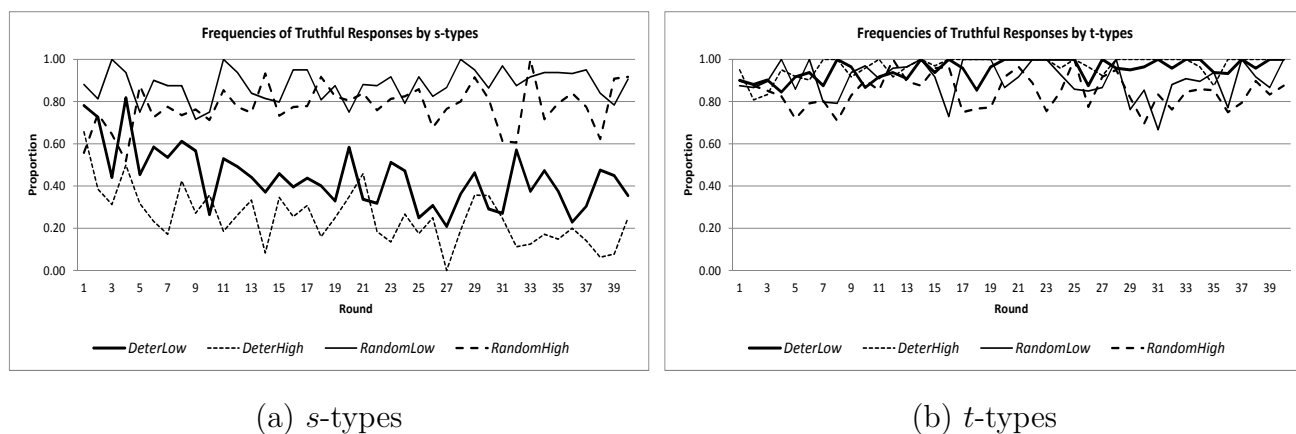 Frequencies of Truthful Responses by s-types
Proportion
1.00
0.80
0.60
0.40
0.20
0.00
1 3 5 7 9 11 13 15 17 19 21 23 25 27 29 31 33 35 37 39
Round
DeterLow DeterHigh RandomLow RandomHigh
(a) s-types
Frequencies of Truthful Responses by t-types
Proportion
1.00
0.80
0.60
0.40
0.20
0.00
1 3 5 7 9 11 13 15 17 19 21 23 25 27 29 31 33 35 37 39
Round
DeterLow DeterHigh RandomLow RandomHigh
(b) t-types